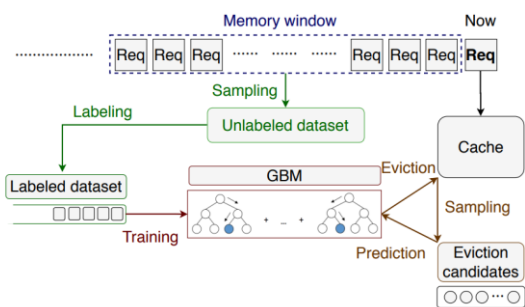 Memory window
Now
Req Req Req Req Req Req Req
Sampling
Labeling
Unlabeled dataset
Cache
GBM
Eviction
Labeled dataset
+ _ +
Sampling
Training
Prediction
Eviction
candidates